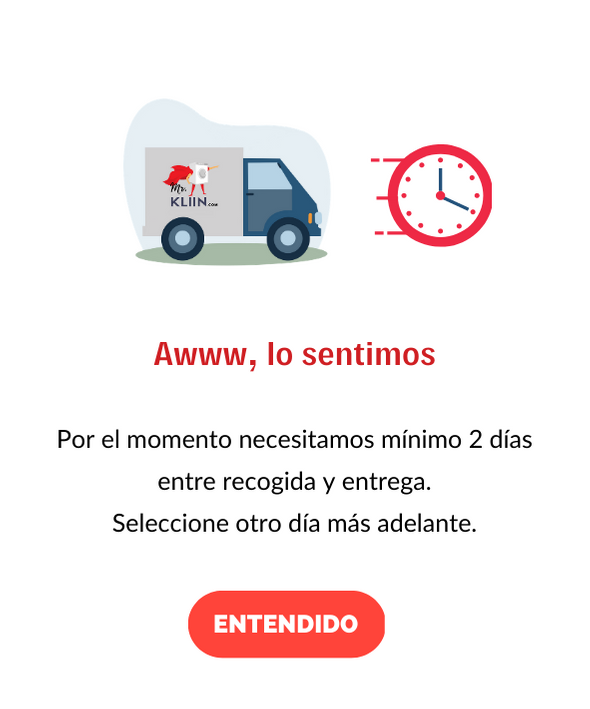 Mr.
KLIIN.COM
Awww, lo sentimos
Por el momento necesitamos mínimo 2 días
entre recogida y entrega.
Seleccione otro día más adelante.
ENTENDIDO